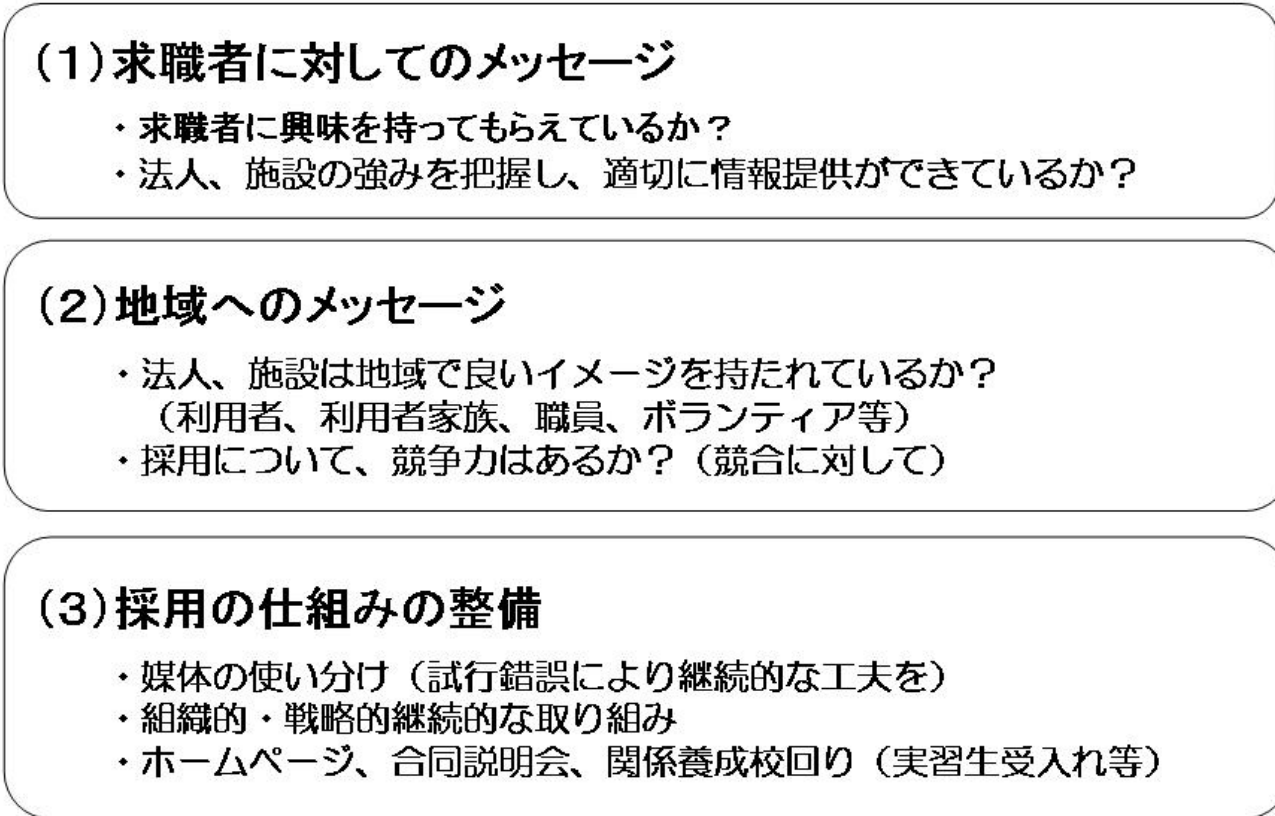 (1)求職者に対してのメッセージ
・求職者に興味を持ってもらえているか？
・法人、施設の強みを把握し、適切に情報提供ができているか？
(2)地域へのメッセージ
・法人、施設は地域で良いイメージを持たれているか？
（利用者、利用者家族、職員、ボランティア等）
・採用について、競争力はあるか？（競合に対して）
(3)採用の仕組みの整備
・媒体の使い分け（試行錯誤により継続的な工夫を）
・組織的・戦略的継続的な取り組み
・ホームページ、合同説明会、関係養成校回り（実習生受入れ等）